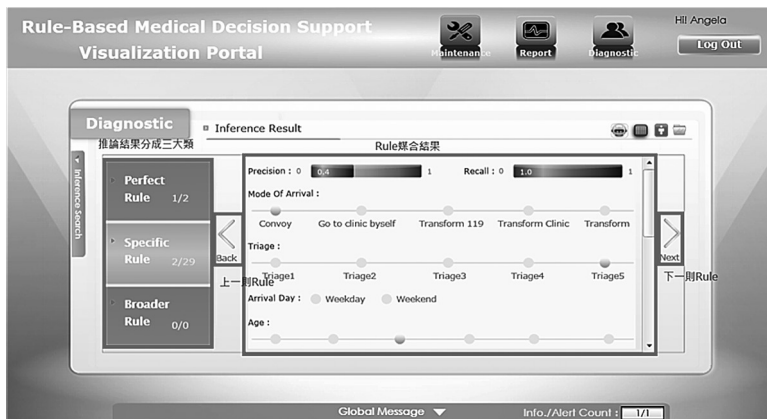 Rule-Based Medical Decision Support
Visualization Portal
Maintenance
Report
Diagnostic
Hi! Angela
Log Out
Diagnostic
Inference Result
推論結果分成三大類
Rule媒合結果
Inference Search
Perfect
Rule 1/2
Specific
Rule 2/29
Broader
Rule 0/0
Back
上一則Rule
Precision : 0 0.4 1 Recall : 0 1.0 1
Mode Of Arrival :
Convoy Go to clinic byself Transform 119 Transform Clinic Transform
Triage :
Triage1 Triage2 Triage3 Triage4 Triage5
Arrival Day : Weekday Weekend
Age :
Next
下一則Rule
Global Message
Info./Alert Count : 1/1